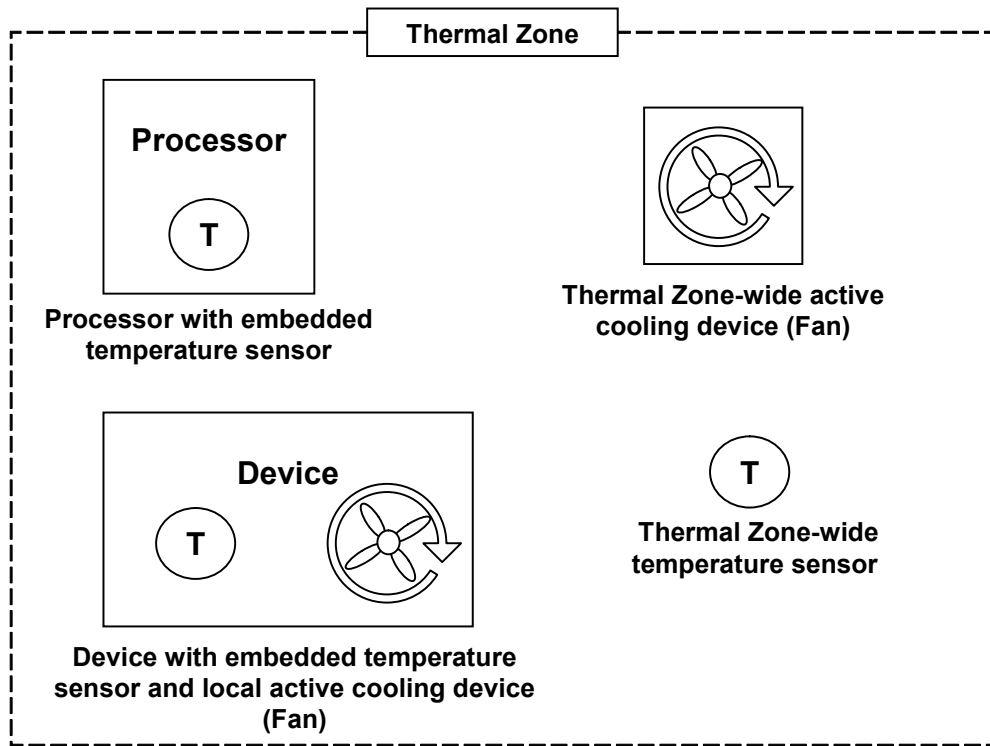 Thermal Zone
Processor
T
Processor with embedded
temperature sensor
Thermal Zone-wide active
cooling device (Fan)
Device
T
Device with embedded temperature
sensor and local active cooling device
(Fan)
T
Thermal Zone-wide
temperature sensor